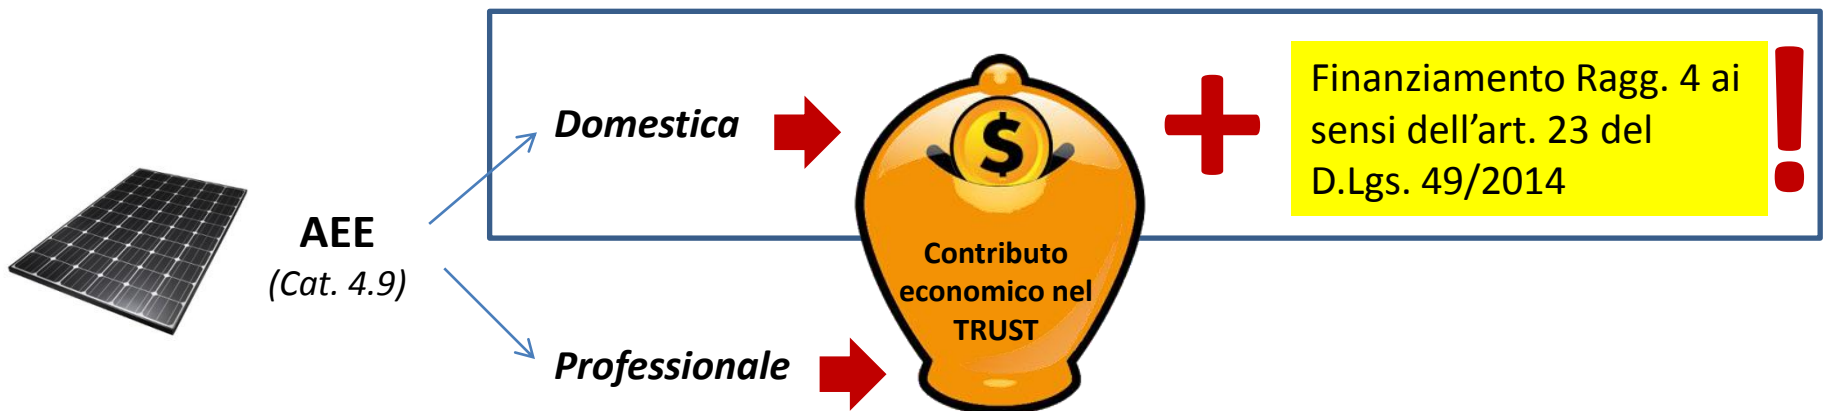 AEE
(Cat. 4.9)
Domestica
Professionale
$
Contributo
economico nel
TRUST
+
Finanziamento Ragg. 4 ai
sensi dell’art. 23 del
D.Lgs. 49/2014
!